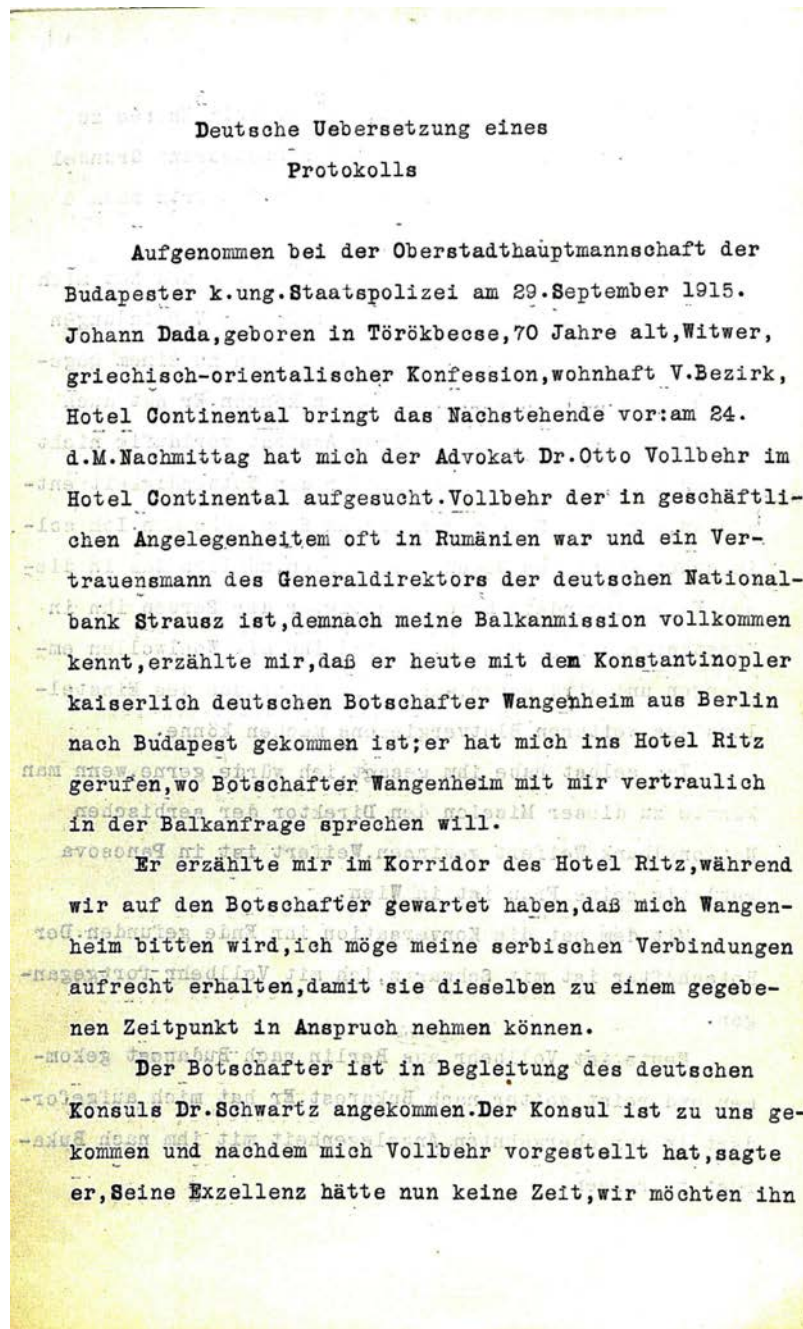 Deutsche Uebersetzung eines
Protokolls
Aufgenommen bei der Oberstadthauptmannschaft der
Budapester k.ung.Staatspolizei am 29.September 1915.
Johann Dada,geboren in Törökbecse,70 Jahre alt,Witwer,
griechisch-orientalischer Konfession,wohnhaft V.Bezirk,
Hotel Continental bringt das Nachstehende vor:am 24.
d.M.Nachmittag hat mich der Advokat Dr.Otto Vollbehr im
Hotel Continental aufgesucht.Vollbehr der in geschäftli-
chen Angelegenheitem oft in Rumänien war und ein Ver-
trauensmann des Generaldirektors der deutschen National-
bank Strausz ist,demnach meine Balkanmission vollkommen
kennt,erzählte mir,daß er heute mit dem Konstantinopler
kaiserlich deutschen Botschafter Wangenheim aus Berlin
nach Budapest gekommen ist;er hat mich ins Hotel Ritz
gerufen,wo Botschafter Wangenheim mit mir vertraulich
in der Balkanfrage sprechen will.
Er erzählte mir im Korridor des Hotel Ritz,während
wir auf den Botschafter gewartet haben,daß mich Wangen-
heim bitten wird,ich möge meine serbischen Verbindungen
aufrecht erhalten,damit sie dieselben zu einem gegebe-
nen Zeitpunkt in Anspruch nehmen können.
Der Botschafter ist in Begleitung des deutschen
Konsuls Dr.Schwartz angekommen.Der Konsul ist zu uns ge-
kommen und nachdem mich Vollbehr vorgestellt hat,sagte
er,Seine Exzellenz hätte nun keine Zeit,wir möchten ihn